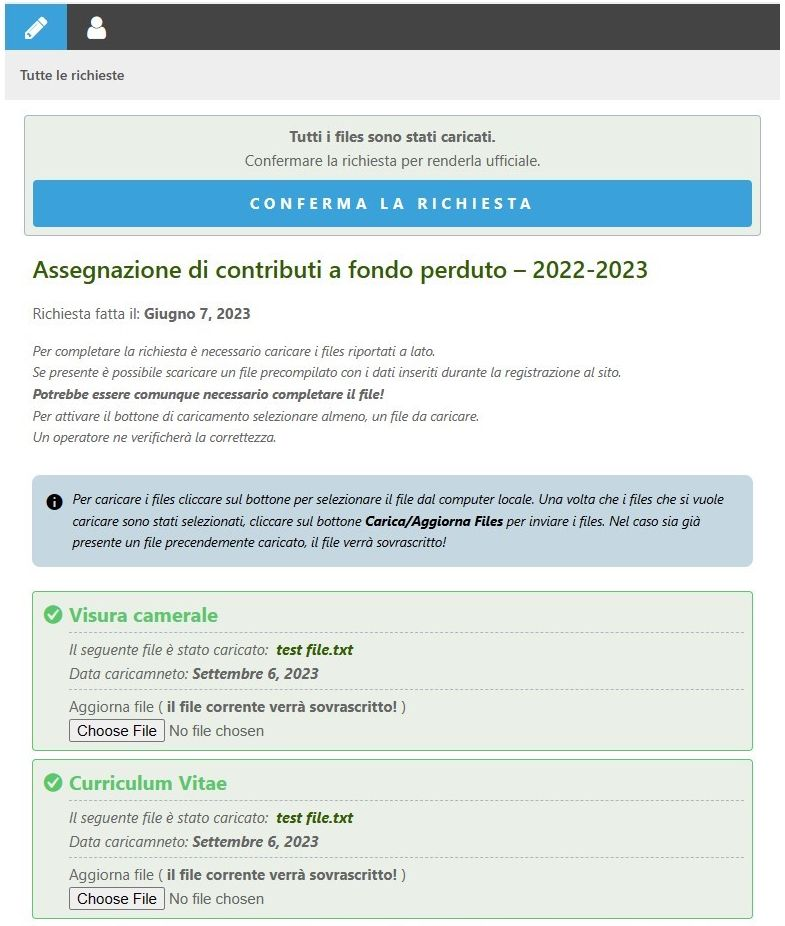 Tutte le richieste
Tutti i files sono stati caricati.
Confermare la richiesta per renderla ufficiale.
CONFERMA LA RICHIESTA
Assegnazione di contributi a fondo perduto – 2022-2023
Richiesta fatta il: Giugno 7, 2023
Per completare la richiesta è necessario caricare i files riportati a lato.
Se presente è possibile scaricare un file precompilato con i dati inseriti durante la registrazione al sito.
Potrebbe essere comunque necessario completare il file!
Per attivare il bottone di caricamento selezionare almeno, un file da caricare.
Un operatore ne verificherà la correttezza.
Per caricare i files cliccare sul bottone per selezionare il file dal computer locale. Una volta che i files che si vuole
caricare sono stati selezionati, cliccare sul bottone Carica/Aggiorna Files per inviare i files. Nel caso sia già
presente un file precendemente caricato, il file verrà sovrascritto!
Visura camerale
Il seguente file è stato caricato: test file.txt
Data caricamneto: Settembre 6, 2023
Aggiorna file ( il file corrente verrà sovrascritto! )
Choose File No file chosen
Curriculum Vitae
Il seguente file è stato caricato: test file.txt
Data caricamneto: Settembre 6, 2023
Aggiorna file ( il file corrente verrà sovrascritto! )
Choose File No file chosen